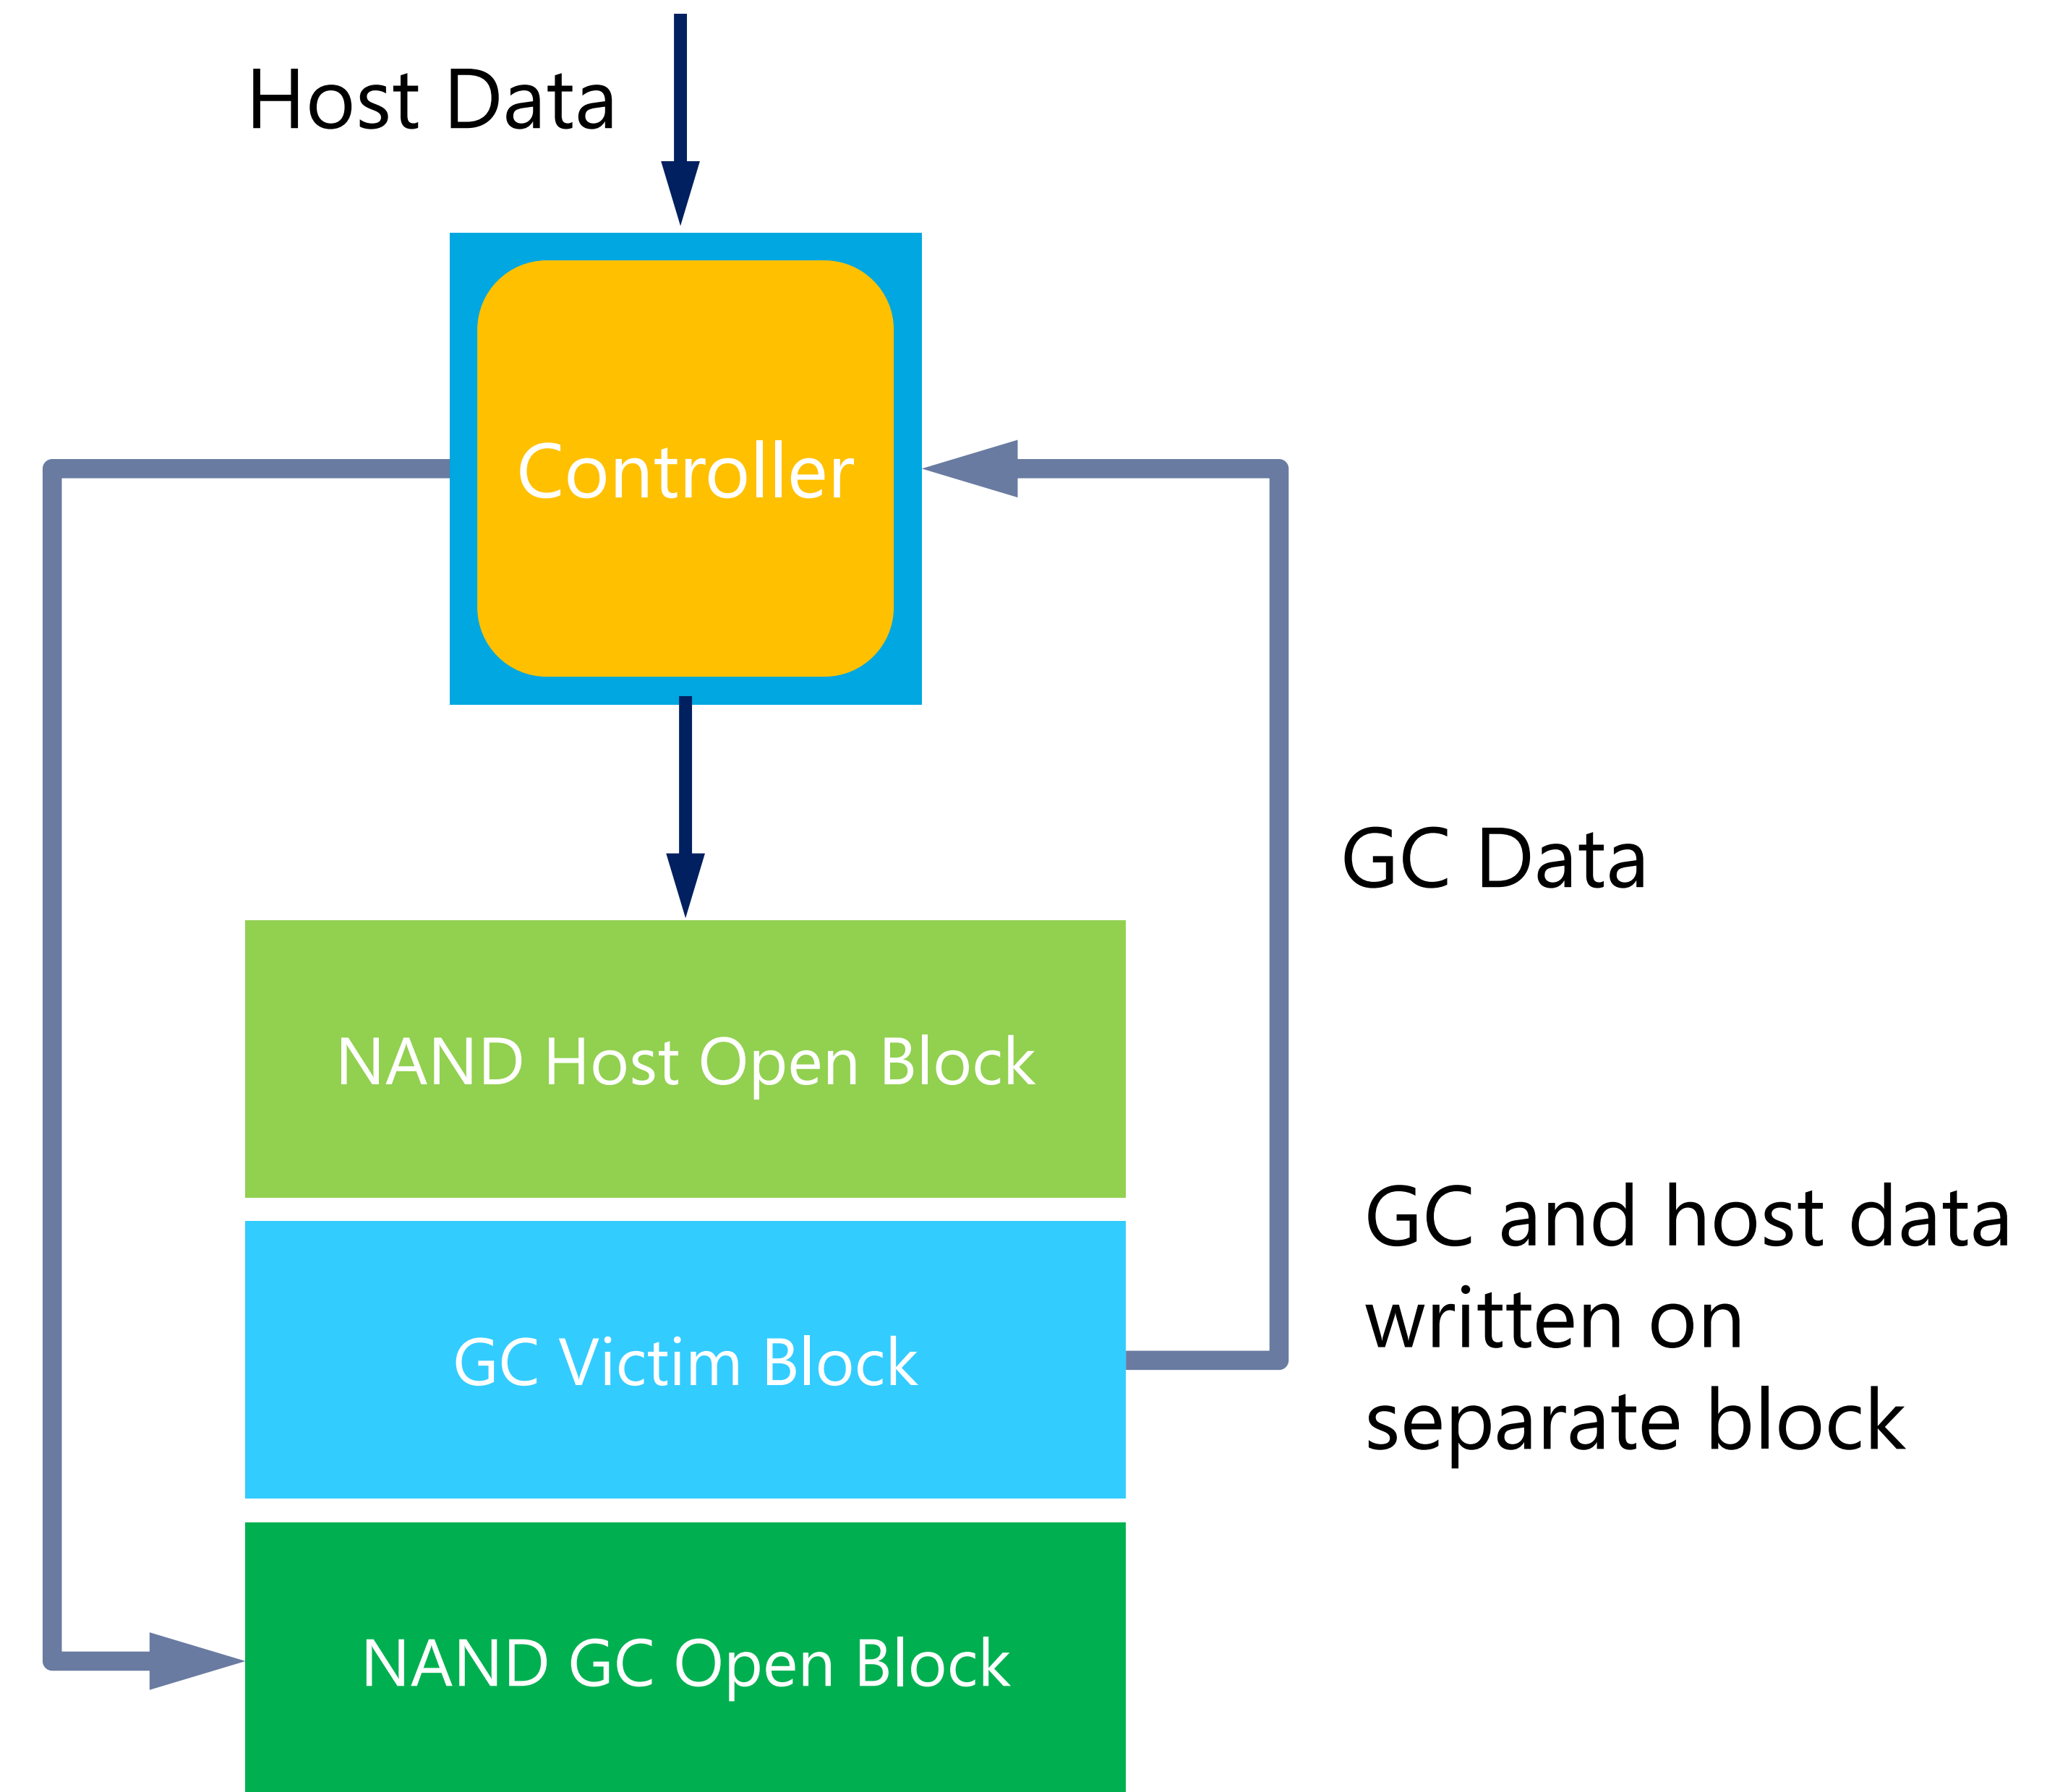 Host Data
Controller
GC Data
NAND Host Open Block
GC and host data
written on
separate block
GC Victim Block
NAND GC Open Block